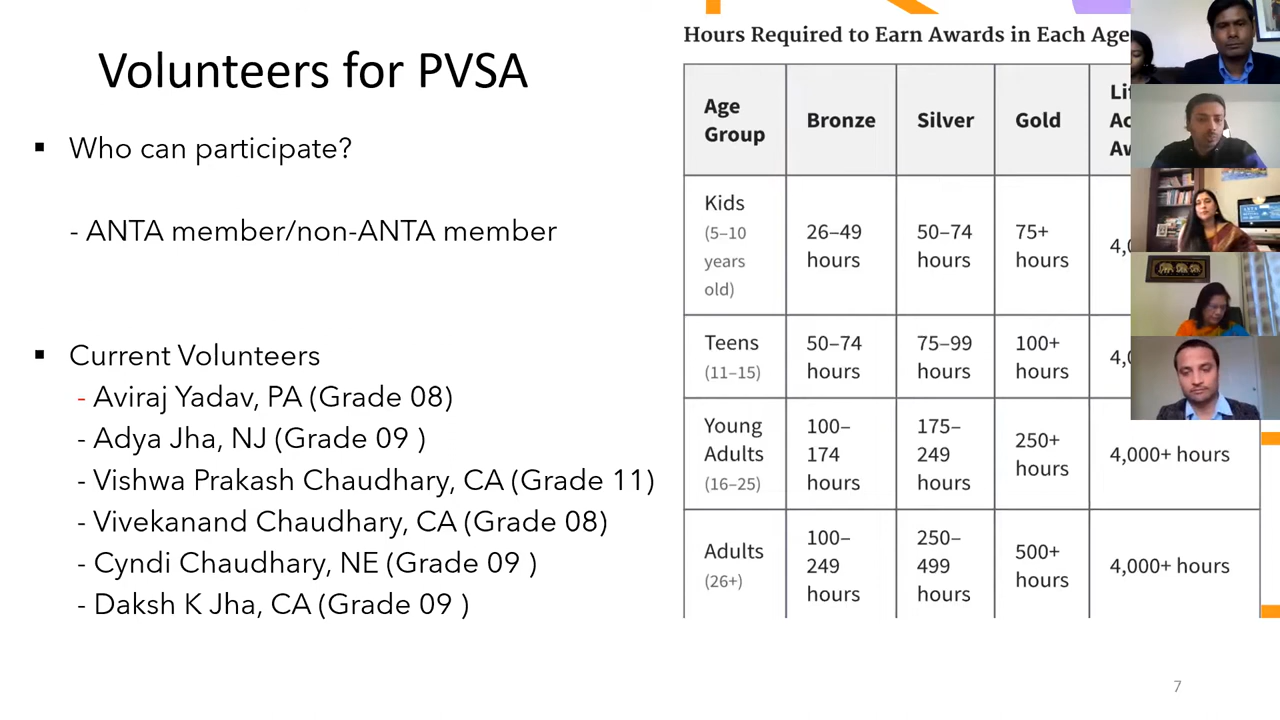 Volunteers for PVSA
▪ Who can participate?
- ANTA member/non-ANTA member
▪ Current Volunteers
- Aviraj Yadav, PA (Grade 08)
- Adya Jha, NJ (Grade 09 )
- Vishwa Prakash Chaudhary, CA (Grade 11)
- Vivekanand Chaudhary, CA (Grade 08)
- Cyndi Chaudhary, NE (Grade 09 )
- Daksh K Jha, CA (Grade 09 )
Hours Required to Earn Awards in Each Age
Age
Group
Bronze
Silver
Gold
Kids
(5–10
years
old)
26–49
hours
50–74
hours
75+
hours
Teens
(11–15)
50–74
hours
75–99
hours
100+
hours
Young
Adults
(16–25)
100–
174
hours
175–
249
hours
250+
hours
4,000+ hours
Adults
(26+)
100–
249
hours
250–
499
hours
500+
hours
4,000+ hours
7